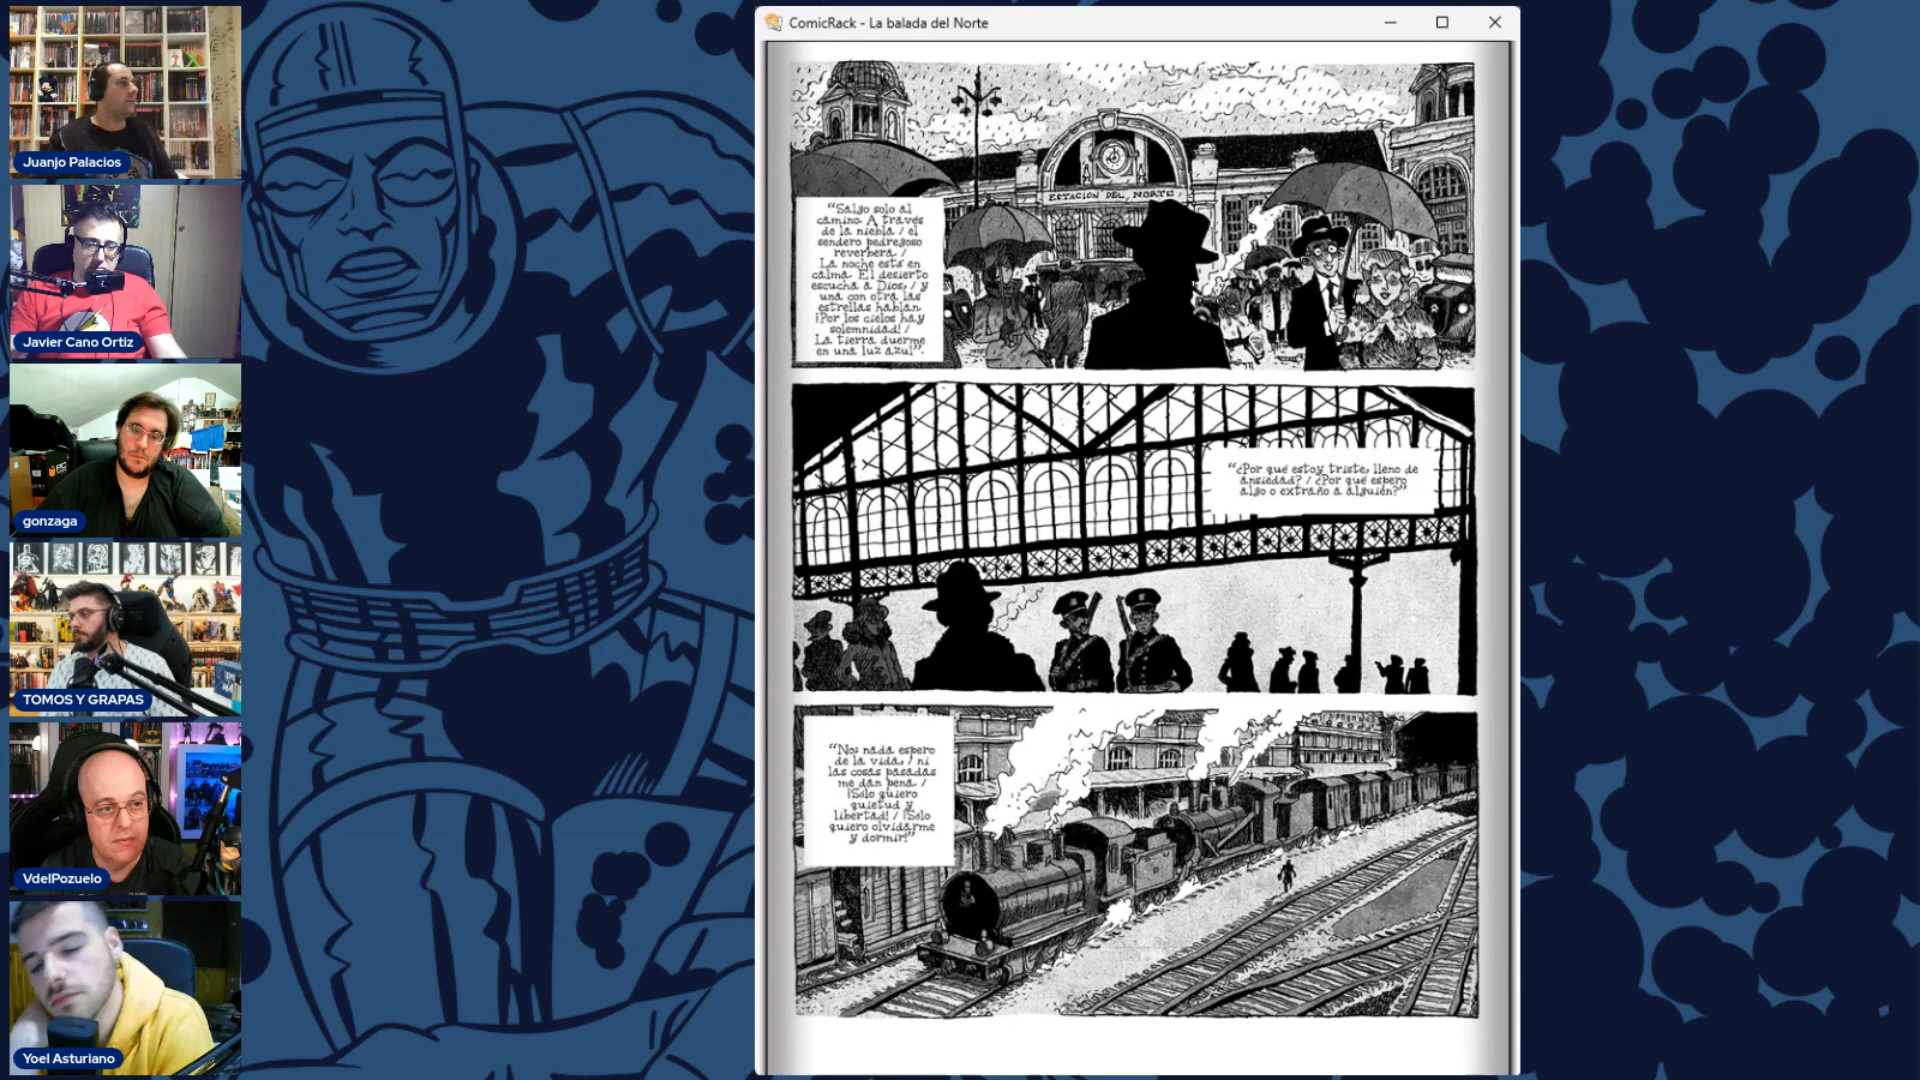 Juanjo Palacios
Javier Cano Ortiz
gonzaga
TOMOS Y GRAPAS
VdelPozuelo
Yoel Asturiano
ComicRack - La balada del Norte
ESTACION DEL NORTE
"Salgo solo al
camino. A través
de la niebla / el
sendero pedregoso
reverbera. /
La noche está en
calma. El desierto
escucha a Dios, / y
una con otra las
estrellas hablan.
¡Por los cielos hay
solemnidad! /
La tierra duerme
en una luz azul".
"¿Por qué estoy triste, lleno de
ansiedad? / ¿Por qué espero
algo o extraño a alguien?"
"No; nada espero
de la vida, / ni
las cosas pasadas
me dan pena. /
¡Sólo quiero
quietud y
libertad! / ¡Sólo
quiero olvidarme
y dormir!"